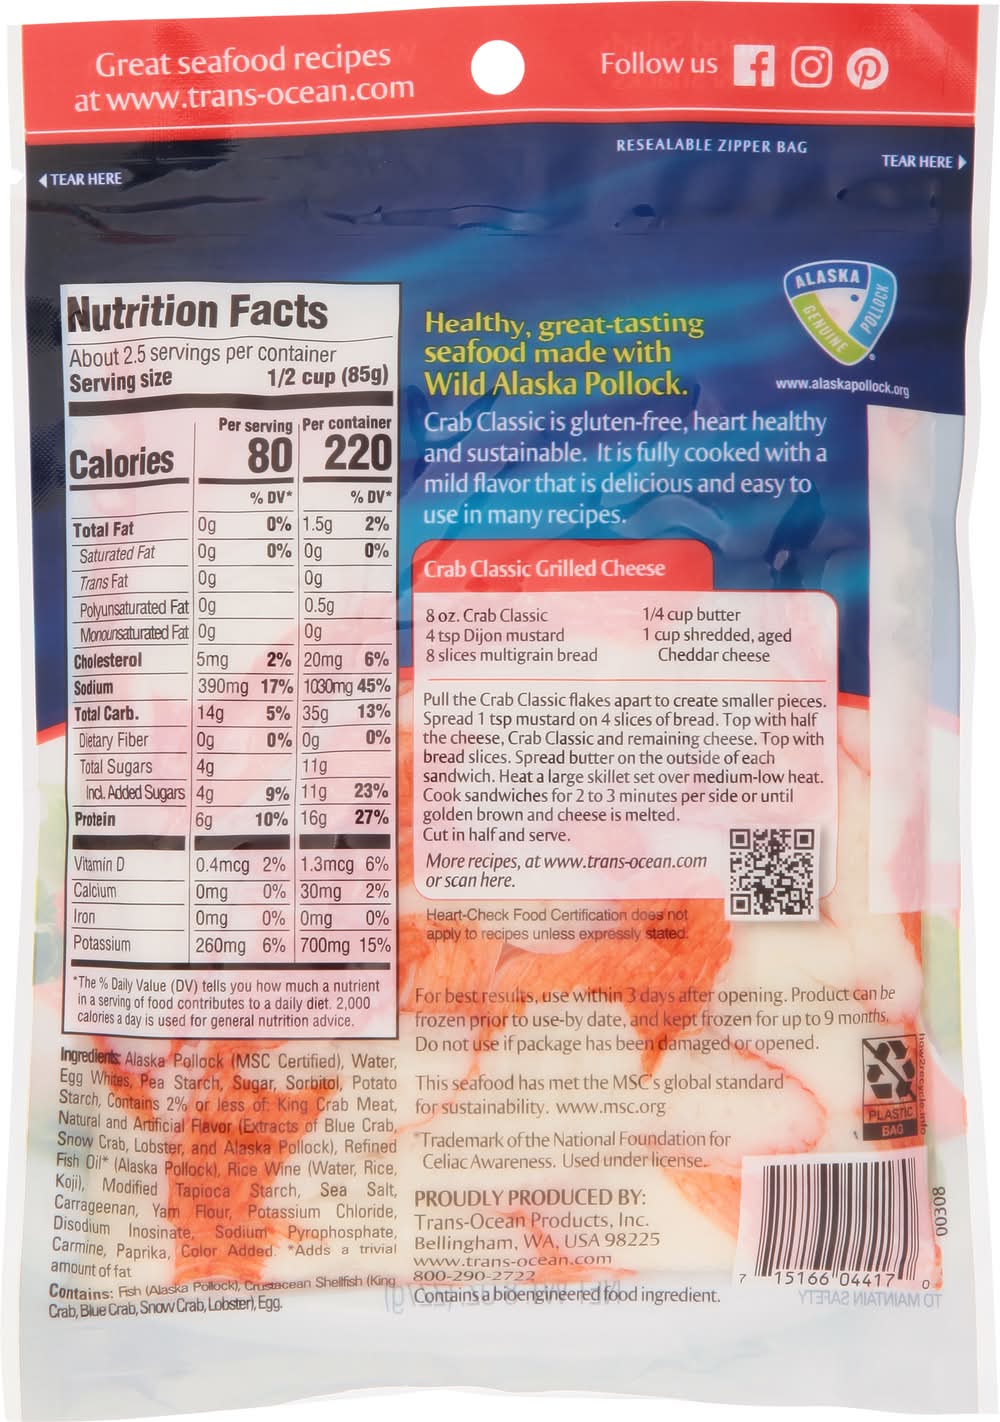 Great seafood recipes
at www.trans-ocean.com
Follow us
RESEALABLE ZIPPER BAG
TEAR HERE
TEAR HERE
ALASKA
POLLOCK
GENUINE
®
www.alaskapollock.org
Nutrition Facts
About 2.5 servings per container
Serving size 1/2 cup (85g)
Per serving Per container
Calories 80 220
% DV* % DV*
Total Fat 0g 0% 1.5g 2%
Saturated Fat 0g 0% 0g 0%
Trans Fat 0g 0g
Polyunsaturated Fat 0g 0.5g
Monounsaturated Fat 0g 0g
Cholesterol 5mg 2% 20mg 6%
Sodium 390mg 17% 1030mg 45%
Total Carb. 14g 5% 35g 13%
Dietary Fiber 0g 0% 0g 0%
Total Sugars 4g 11g
Incl. Added Sugars 4g 9% 11g 23%
Protein 6g 10% 16g 27%
Vitamin D 0.4mcg 2% 1.3mcg 6%
Calcium 0mg 0% 30mg 2%
Iron 0mg 0% 0mg 0%
Potassium 260mg 6% 700mg 15%
*The % Daily Value (DV) tells you how much a nutrient
in a serving of food contributes to a daily diet. 2,000
calories a day is used for general nutrition advice.
Ingredients: Alaska Pollock (MSC Certified), Water,
Egg Whites, Pea Starch, Sugar, Sorbitol, Potato
Starch, Contains 2% or less of: King Crab Meat,
Natural and Artificial Flavor (Extracts of Blue Crab,
Snow Crab, Lobster, and Alaska Pollock), Refined
Fish Oil* (Alaska Pollock), Rice Wine (Water, Rice,
Koji), Modified Tapioca Starch, Sea Salt,
Carrageenan, Yam Flour, Potassium Chloride,
Disodium Inosinate, Sodium Pyrophosphate,
Carmine, Paprika, Color Added. *Adds a trivial
amount of fat
Contains: Fish (Alaska Pollock), Crustacean Shellfish (King
Crab, Blue Crab, Snow Crab, Lobster), Egg.
Healthy, great-tasting
seafood made with
Wild Alaska Pollock.
Crab Classic is gluten-free, heart healthy
and sustainable. It is fully cooked with a
mild flavor that is delicious and easy to
use in many recipes.
Crab Classic Grilled Cheese
8 oz. Crab Classic
4 tsp Dijon mustard
8 slices multigrain bread
1/4 cup butter
1 cup shredded, aged
Cheddar cheese
Pull the Crab Classic flakes apart to create smaller pieces.
Spread 1 tsp mustard on 4 slices of bread. Top with half
the cheese, Crab Classic and remaining cheese. Top with
bread slices. Spread butter on the outside of each
sandwich. Heat a large skillet set over medium-low heat.
Cook sandwiches for 2 to 3 minutes per side or until
golden brown and cheese is melted.
Cut in half and serve.
More recipes, at www.trans-ocean.com
or scan here.
Heart-Check Food Certification does not
apply to recipes unless expressly stated.
For best results, use within 3 days after opening. Product can be
frozen prior to use-by date, and kept frozen for up to 9 months.
Do not use if package has been damaged or opened.
This seafood has met the MSC's global standard
for sustainability. www.msc.org
*Trademark of the National Foundation for
Celiac Awareness. Used under license.
PROUDLY PRODUCED BY:
Trans-Ocean Products, Inc.
Bellingham, WA, USA 98225
www.trans-ocean.com
800-290-2722
Contains a bioengineered food ingredient.
PLASTIC
BAG
how2recycle.info
00308
7 15166 04417 0
TO MAINTAIN SAFETY